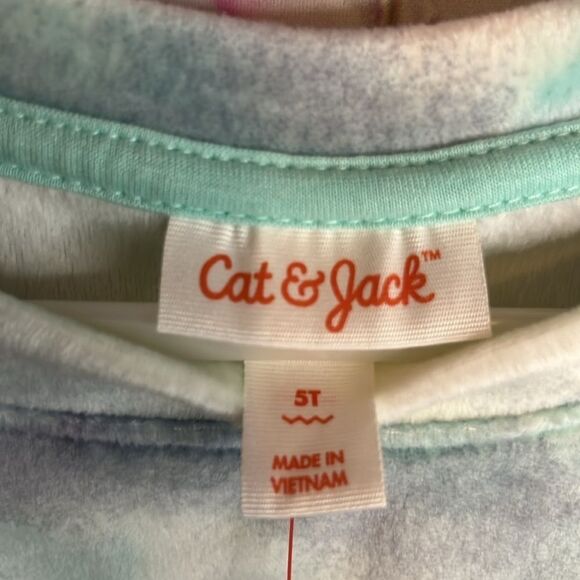 Cat & Jack™
5T
MADE IN
VIETNAM